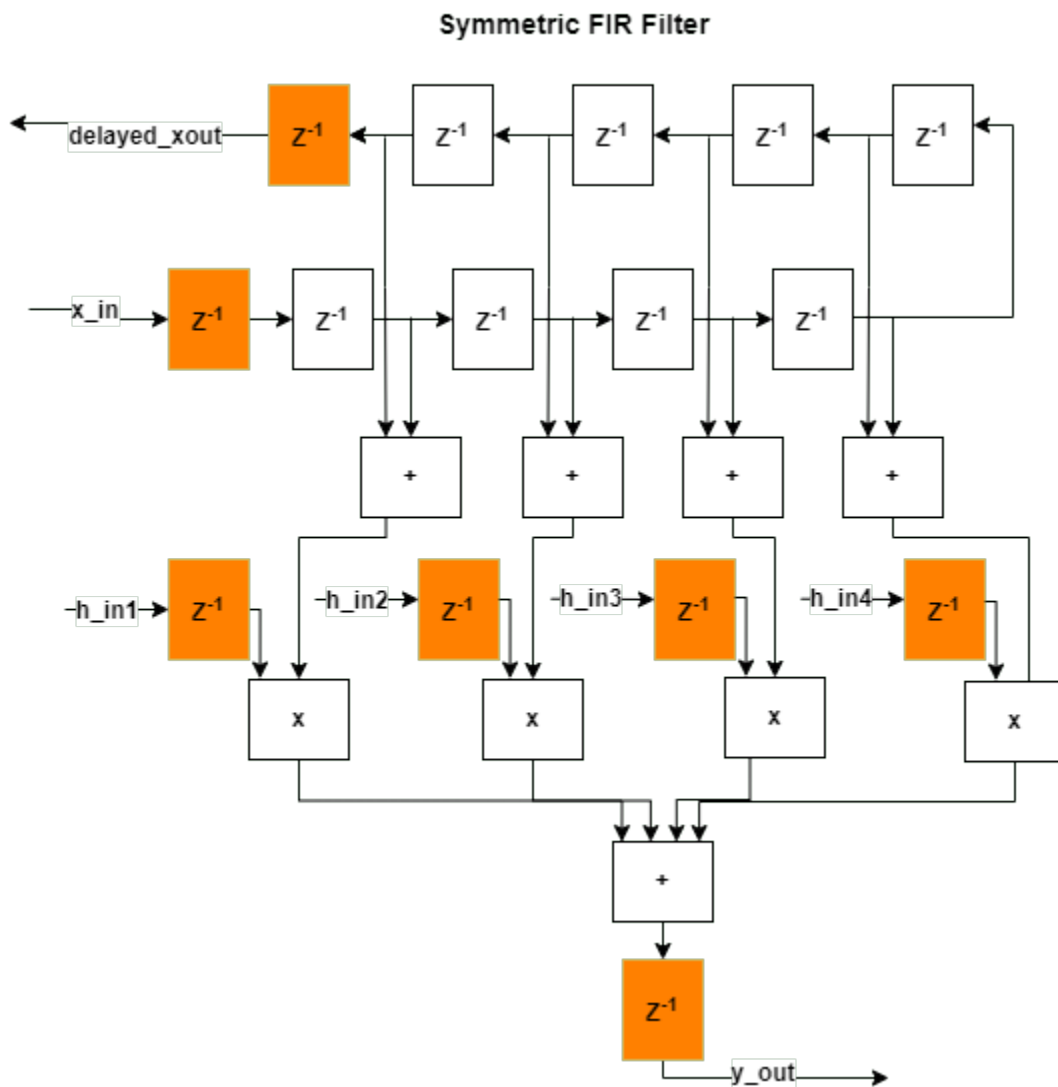 Symmetric FIR Filter
delayed_xout
Z⁻¹
Z⁻¹
Z⁻¹
Z⁻¹
Z⁻¹
x_in
Z⁻¹
Z⁻¹
Z⁻¹
Z⁻¹
Z⁻¹
+
+
+
+
h_in1
Z⁻¹
h_in2
Z⁻¹
h_in3
Z⁻¹
h_in4
Z⁻¹
x
x
x
x
+
Z⁻¹
y_out